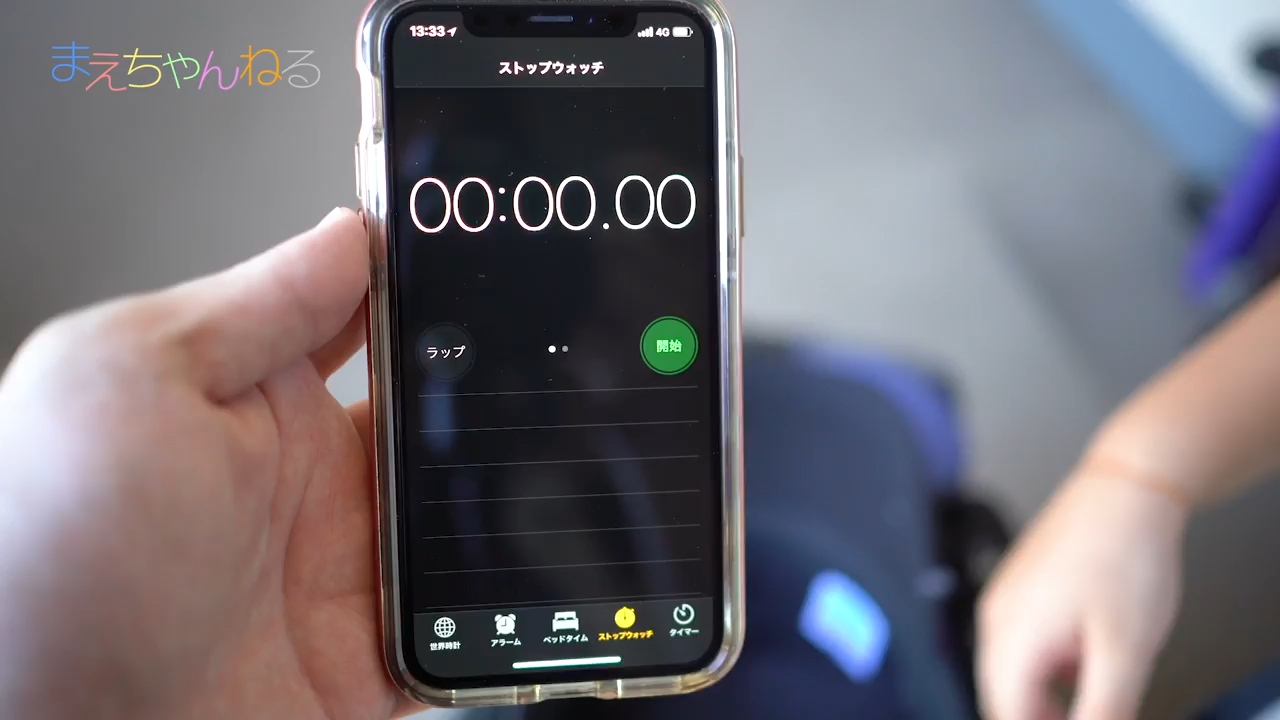 まえちゃんねる
13:33
4G
ストップウォッチ
00:00.00
ラップ
開始
世界時計
アラーム
ベッドタイム
ストップウォッチ
タイマー